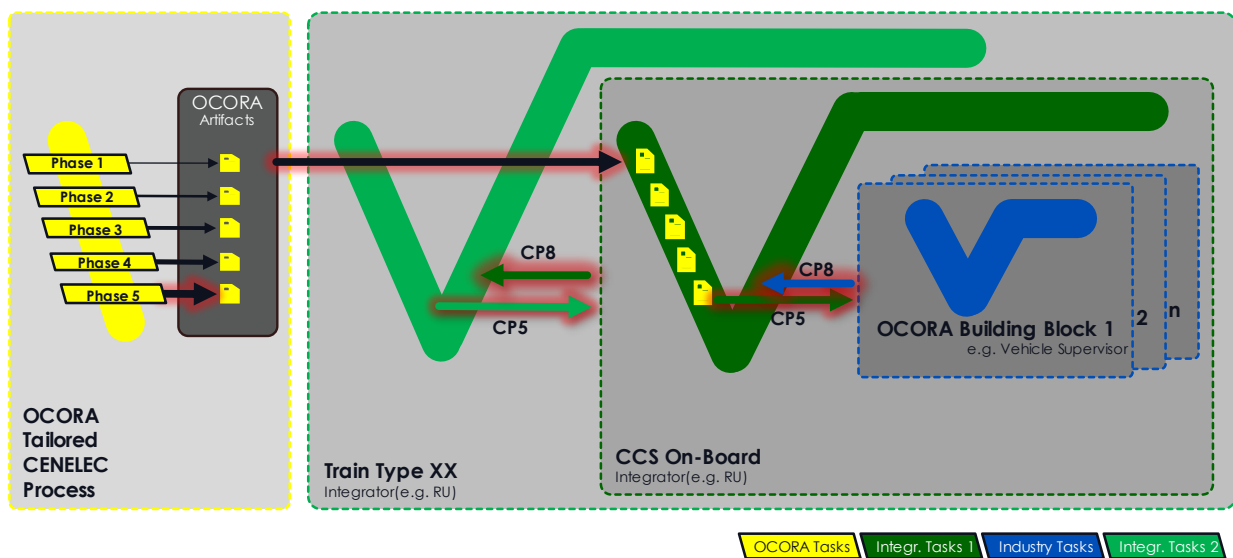 OCORA
Artifacts
Phase 1
Phase 2
Phase 3
Phase 4
Phase 5
OCORA
Tailored
CENELEC
Process
CP8
CP5
Train Type XX
Integrator(e.g. RU)
CP8
CP5
CCS On-Board
Integrator(e.g. RU)
OCORA Building Block 1
e.g. Vehicle Supervisor
2
n
OCORA Tasks
Integr. Tasks 1
Industry Tasks
Integr. Tasks 2